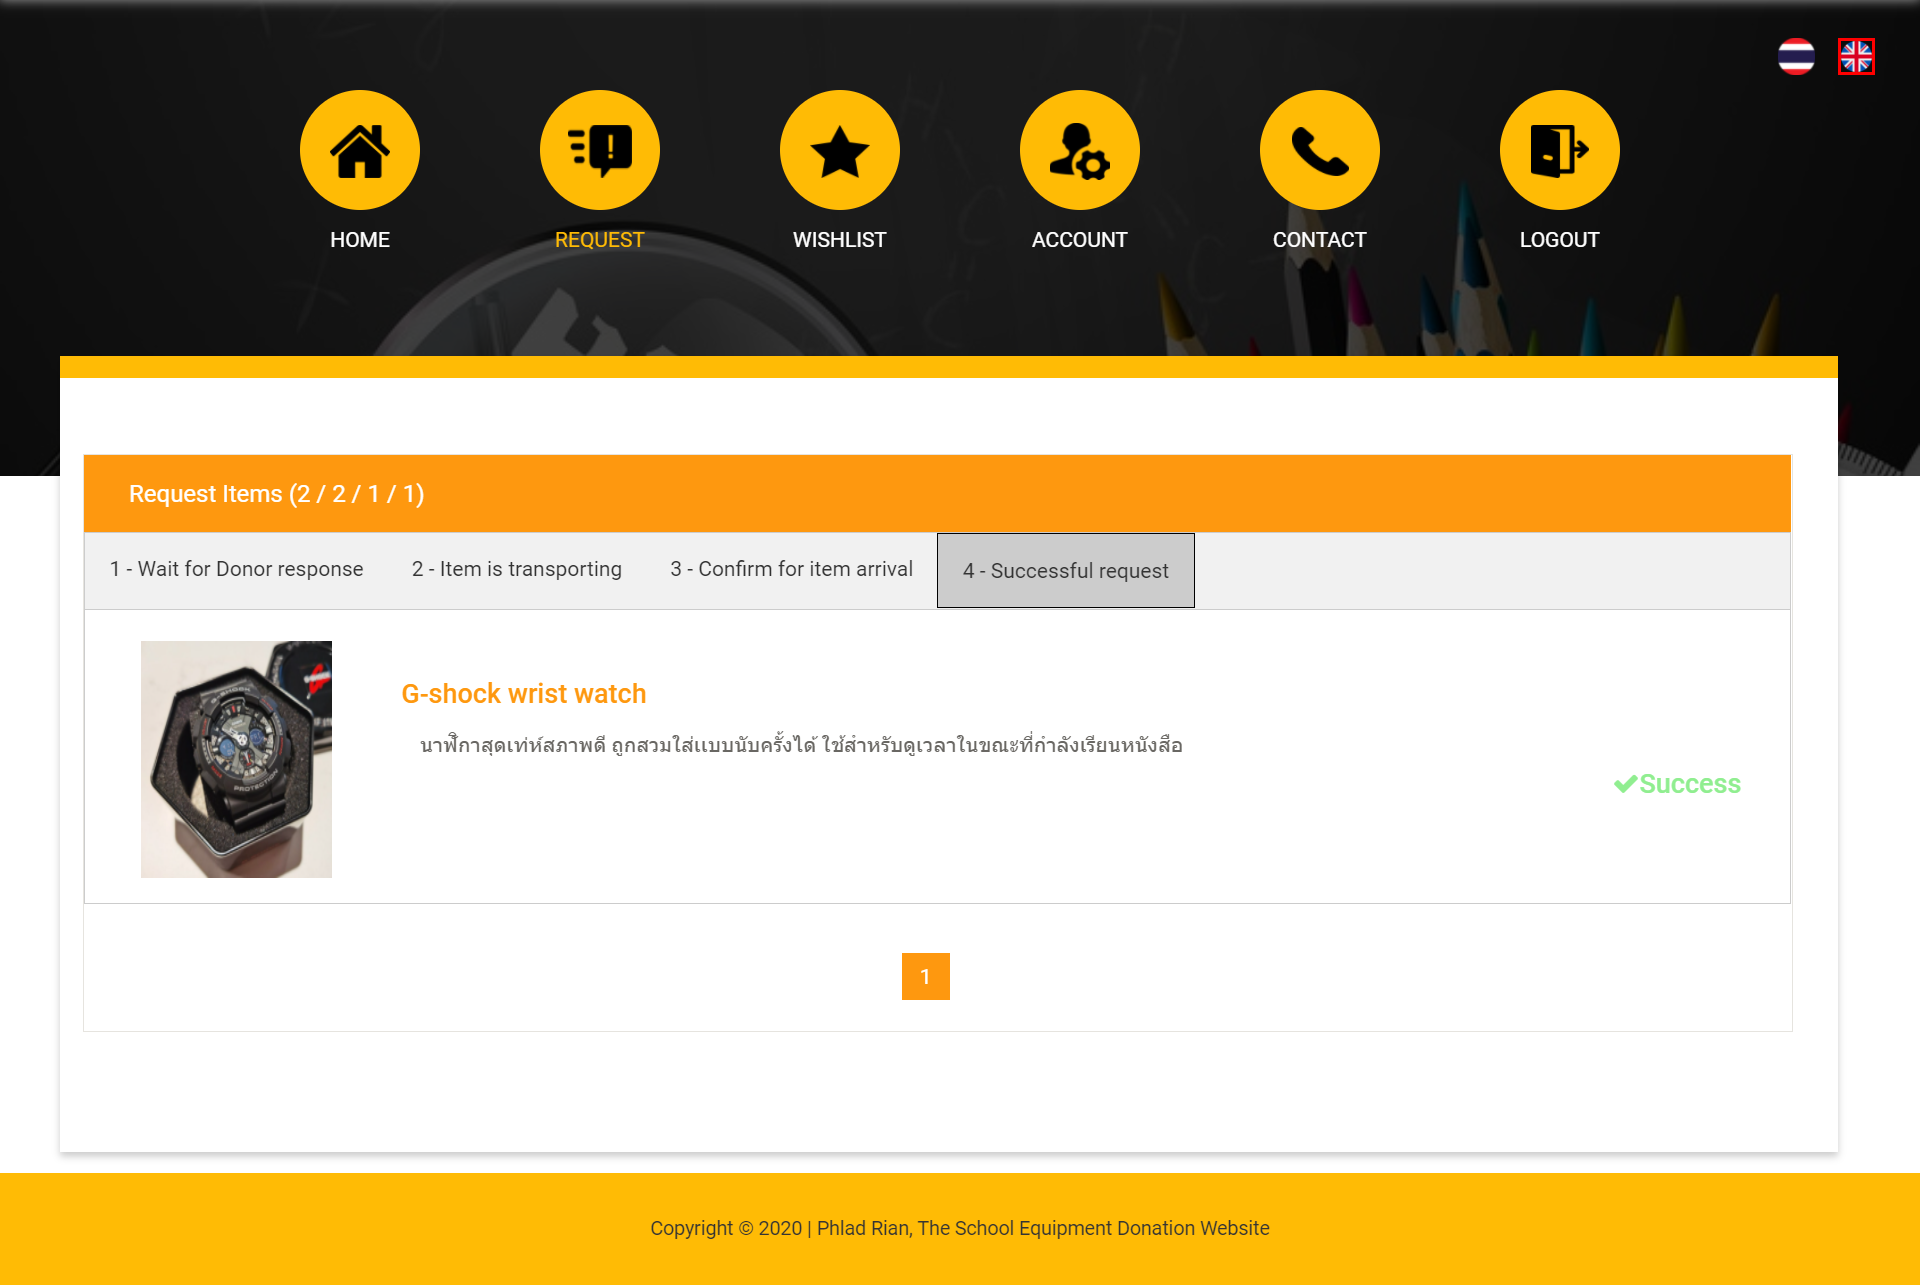 HOME
REQUEST
WISHLIST
ACCOUNT
CONTACT
LOGOUT
Request Items (2 / 2 / 1 / 1)
1 - Wait for Donor response
2 - Item is transporting
3 - Confirm for item arrival
4 - Successful request
G-SHOCK
PROTECTION
G-shock wrist watch
นาฬิกาสุดเท่ห์สภาพดี ถูกสวมใส่แบบนับครั้งได้ ใช้สำหรับดูเวลาในขณะที่กำลังเรียนหนังสือ
Success
1
Copyright © 2020 | Phlad Rian, The School Equipment Donation Website